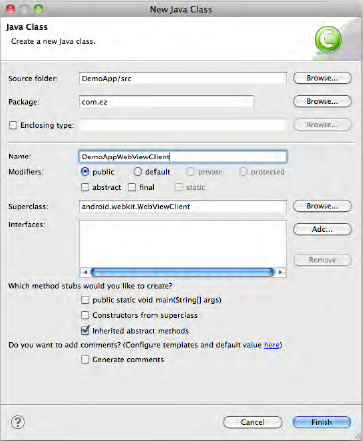 New Java Class
Java Class
Create a new Java class.
Source folder: DemoApp/src Browse...
Package: com.ez Browse...
Enclosing type: Browse...
Name: DemoAppWebViewClient
Modifiers: public default private protected
abstract final static
Superclass: android.webkit.WebViewClient Browse...
Interfaces: Add...
Remove
Which method stubs would you like to create?
public static void main(String[] args)
Constructors from superclass
Inherited abstract methods
Do you want to add comments? (Configure templates and default value here)
Generate comments
? Cancel Finish